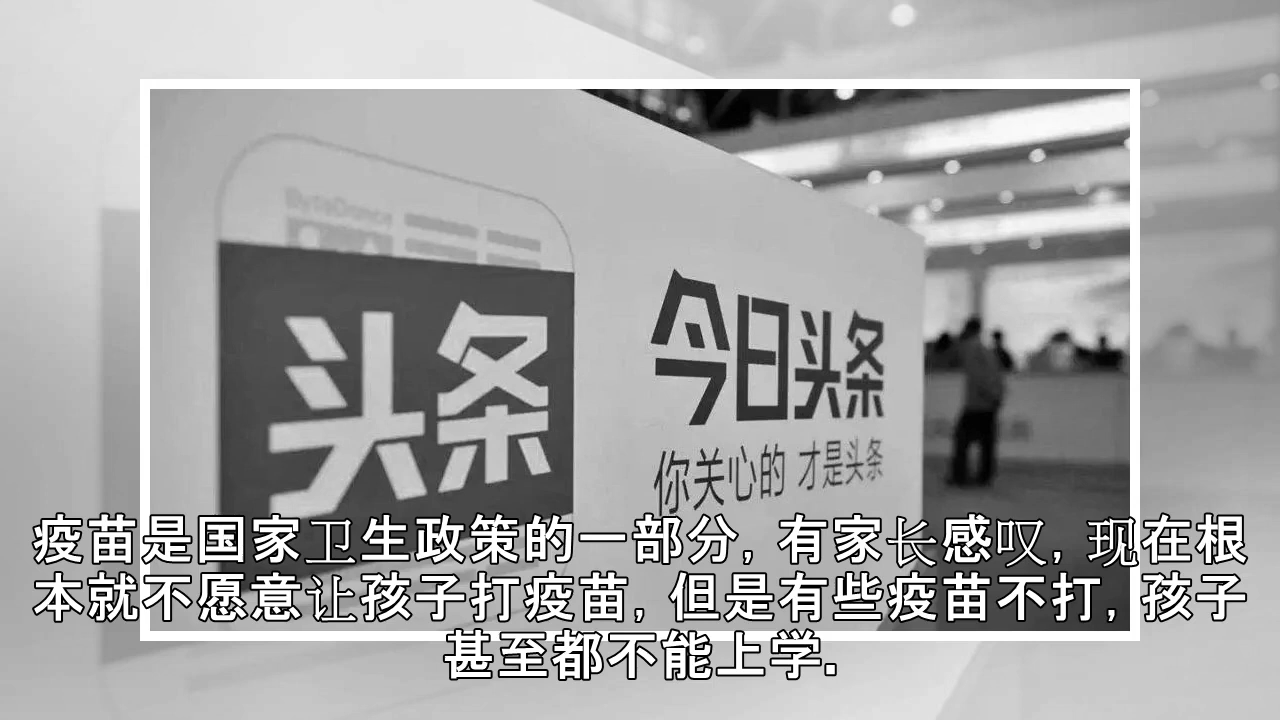 ByteDance
头条
今日头条
你关心的 才是头条
疫苗是国家卫生政策的一部分, 有家长感叹, 现在根
本就不愿意让孩子打疫苗, 但是有些疫苗不打, 孩子
甚至都不能上学.